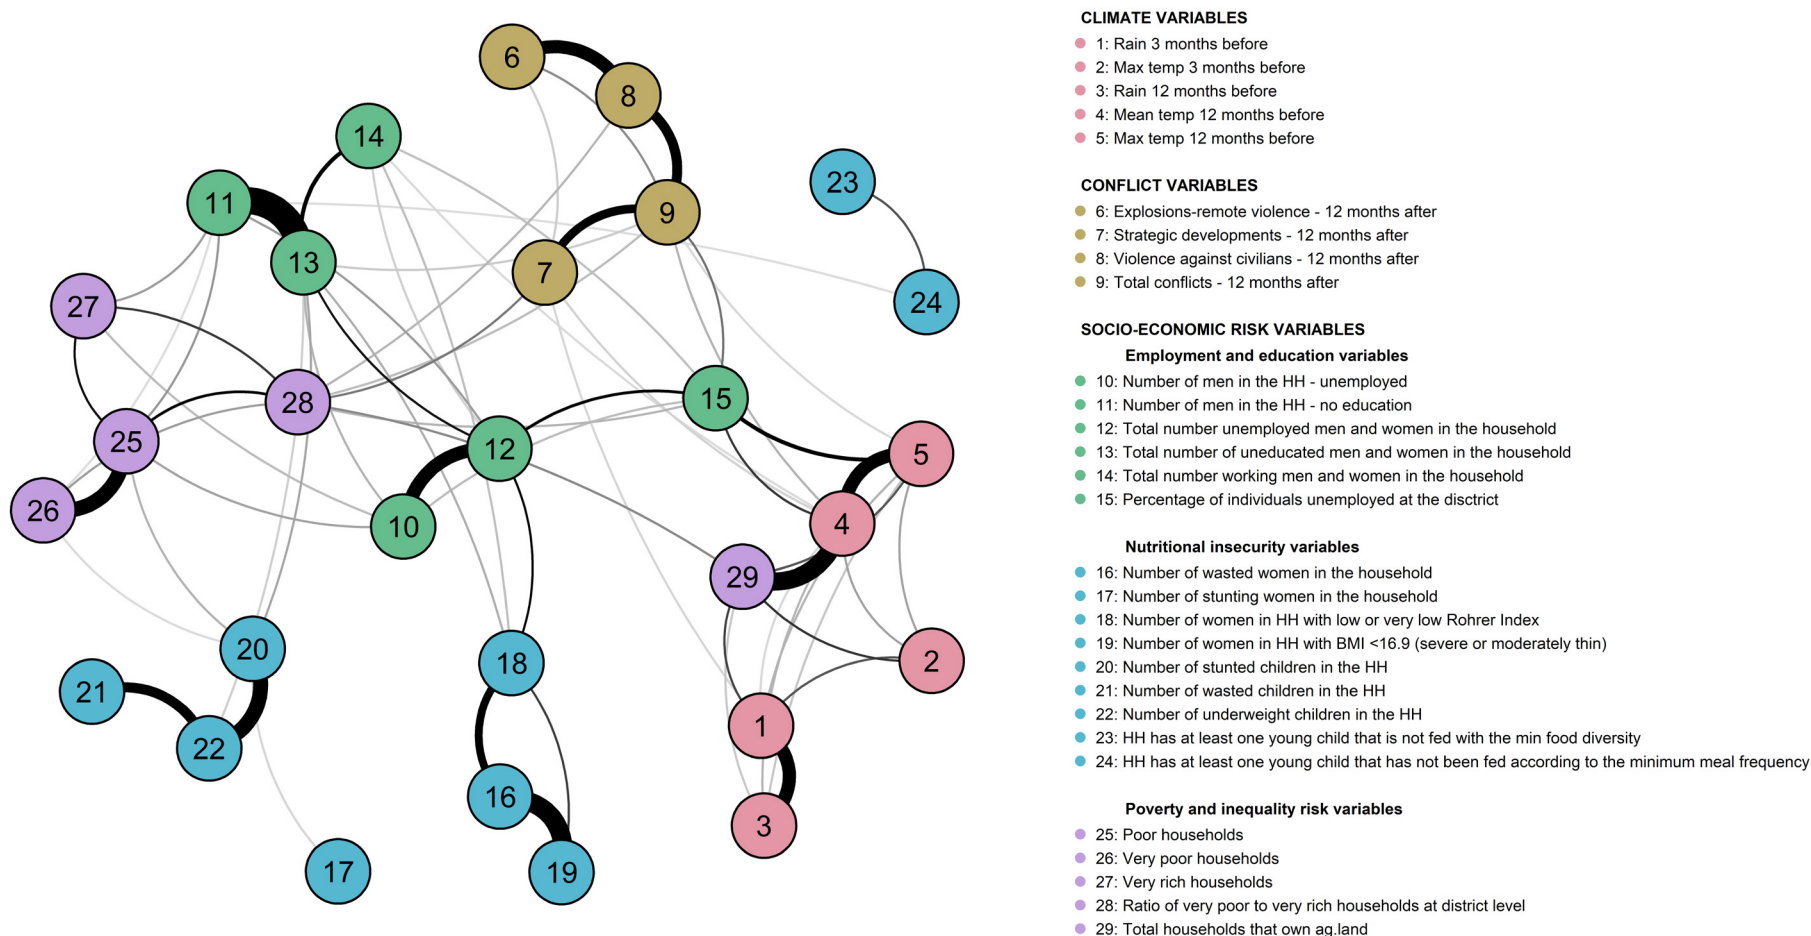 6
8
14
23
11
9
13
7
24
27
28
15
25
12
5
26
10
4
29
20
18
2
21
22
1
16
3
17
19
CLIMATE VARIABLES
1: Rain 3 months before
2: Max temp 3 months before
3: Rain 12 months before
4: Mean temp 12 months before
5: Max temp 12 months before
CONFLICT VARIABLES
6: Explosions-remote violence - 12 months after
7: Strategic developments - 12 months after
8: Violence against civilians - 12 months after
9: Total conflicts - 12 months after
SOCIO-ECONOMIC RISK VARIABLES
Employment and education variables
10: Number of men in the HH - unemployed
11: Number of men in the HH - no education
12: Total number unemployed men and women in the household
13: Total number of uneducated men and women in the household
14: Total number working men and women in the household
15: Percentage of individuals unemployed at the disctrict
Nutritional insecurity variables
16: Number of wasted women in the household
17: Number of stunting women in the household
18: Number of women in HH with low or very low Rohrer Index
19: Number of women in HH with BMI <16.9 (severe or moderately thin)
20: Number of stunted children in the HH
21: Number of wasted children in the HH
22: Number of underweight children in the HH
23: HH has at least one young child that is not fed with the min food diversity
24: HH has at least one young child that has not been fed according to the minimum meal frequency
Poverty and inequality risk variables
25: Poor households
26: Very poor households
27: Very rich households
28: Ratio of very poor to very rich households at district level
29: Total households that own ag.land